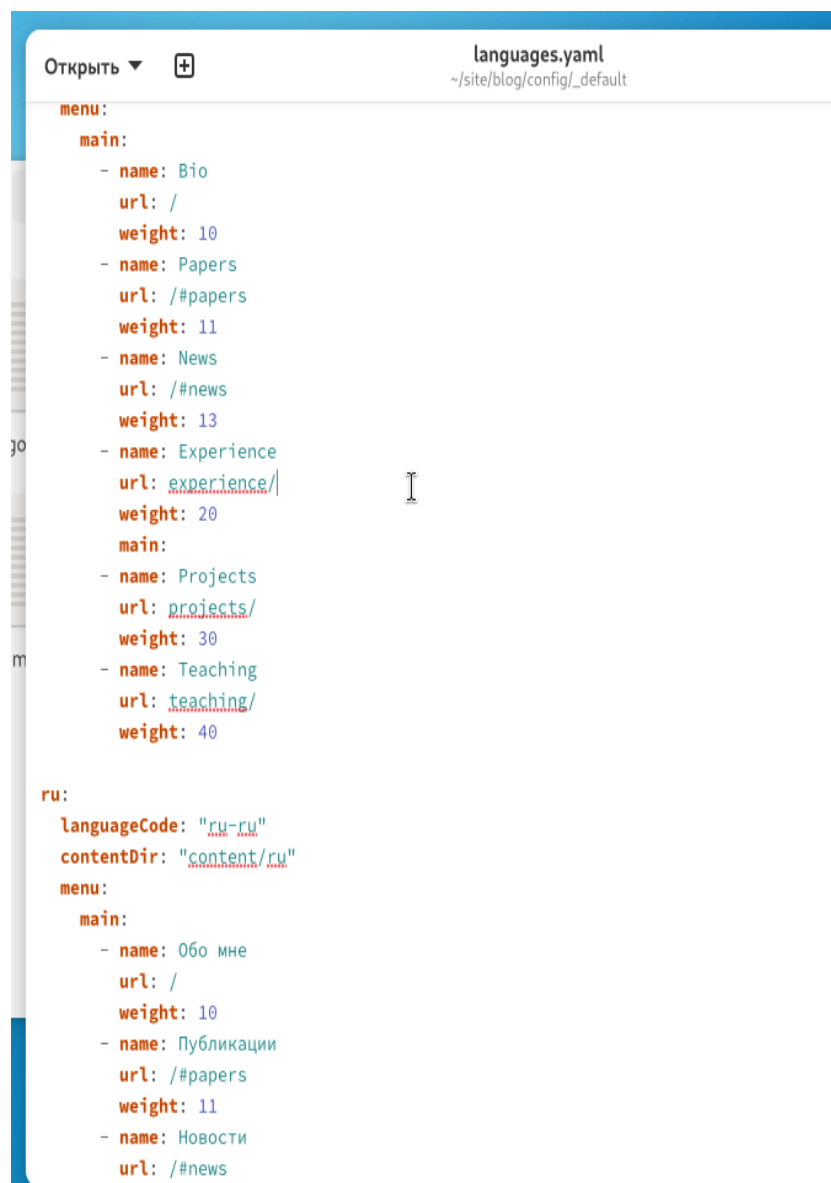 Открыть
languages.yaml
~/site/blog/config/_default
menu:
main:
- name: Bio
url: /
weight: 10
- name: Papers
url: /#papers
weight: 11
- name: News
url: /#news
weight: 13
- name: Experience
url: experience/
weight: 20
main:
- name: Projects
url: projects/
weight: 30
- name: Teaching
url: teaching/
weight: 40
ru:
languageCode: "ru-ru"
contentDir: "content/ru"
menu:
main:
- name: Обо мне
url: /
weight: 10
- name: Публикации
url: /#papers
weight: 11
- name: Новости
url: /#news